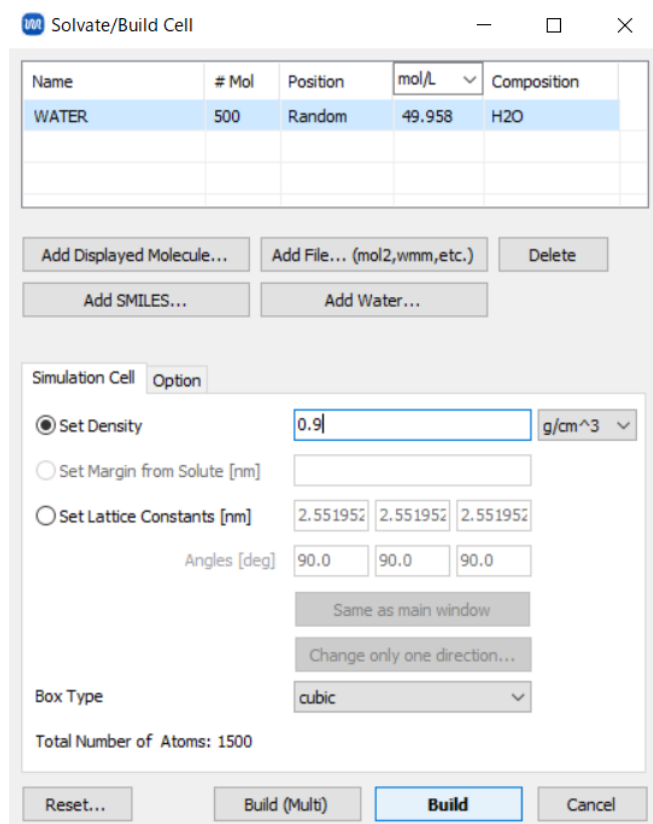 Solvate/Build Cell
Name # Mol Position mol/L Composition
WATER 500 Random 49.958 H2O
Add Displayed Molecule... Add File... (mol2,wmm,etc.) Delete
Add SMILES... Add Water...
Simulation Cell Option
Set Density 0.9 g/cm^3
Set Margin from Solute [nm]
Set Lattice Constants [nm] 2.551952 2.551952 2.551952
Angles [deg] 90.0 90.0 90.0
Same as main window
Change only one direction...
Box Type cubic
Total Number of Atoms: 1500
Reset... Build (Multi) Build Cancel